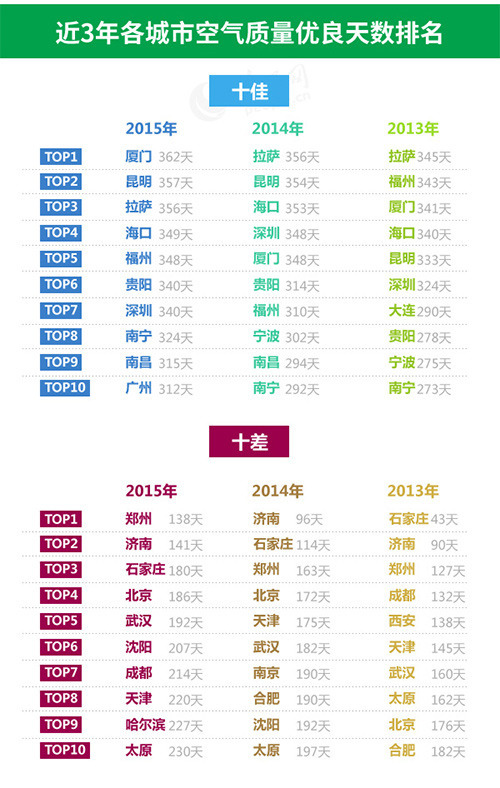 近3年各城市空气质量优良天数排名
十佳
2015年 2014年 2013年
TOP1 厦门 362天 拉萨 356天 拉萨 345天
TOP2 昆明 357天 昆明 354天 福州 343天
TOP3 拉萨 356天 海口 353天 厦门 341天
TOP4 海口 349天 深圳 348天 海口 340天
TOP5 福州 348天 厦门 348天 昆明 333天
TOP6 贵阳 340天 贵阳 314天 深圳 324天
TOP7 深圳 340天 福州 310天 大连 290天
TOP8 南宁 324天 宁波 302天 贵阳 278天
TOP9 南昌 315天 南昌 294天 宁波 275天
TOP10 广州 312天 南宁 292天 南宁 273天
十差
2015年 2014年 2013年
TOP1 郑州 138天 济南 96天 石家庄 43天
TOP2 济南 141天 石家庄 114天 济南 90天
TOP3 石家庄 180天 郑州 163天 郑州 127天
TOP4 北京 186天 北京 172天 成都 132天
TOP5 武汉 192天 天津 175天 西安 138天
TOP6 沈阳 207天 武汉 182天 天津 145天
TOP7 成都 214天 南京 190天 武汉 160天
TOP8 天津 220天 合肥 190天 太原 162天
TOP9 哈尔滨 227天 沈阳 192天 北京 176天
TOP10 太原 230天 太原 197天 合肥 182天